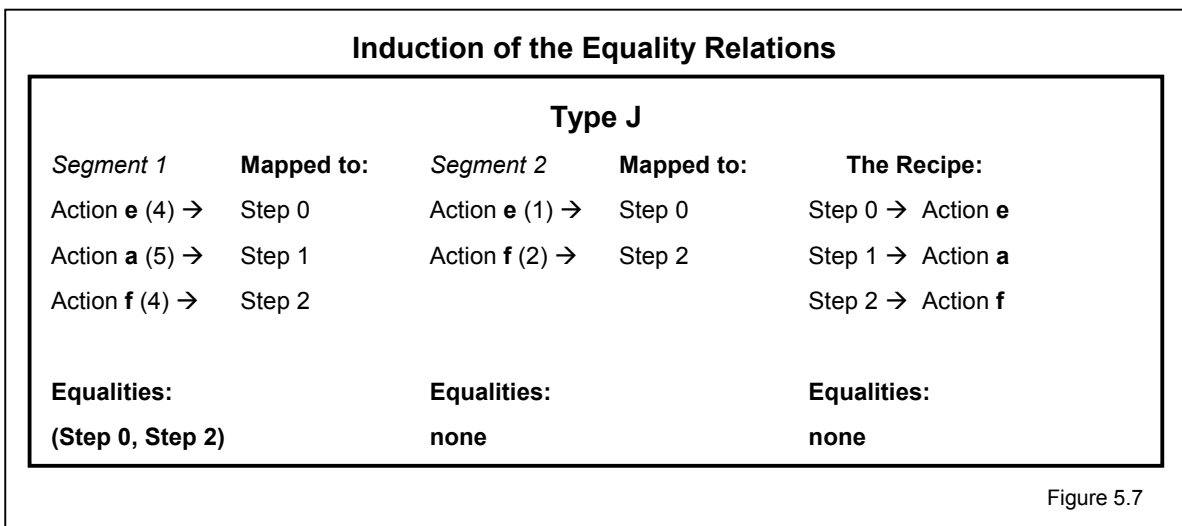 Induction of the Equality Relations
Type J
Segment 1 Mapped to: Segment 2 Mapped to: The Recipe:
Action e (4) → Step 0 Action e (1) → Step 0 Step 0 → Action e
Action a (5) → Step 1 Action f (2) → Step 2 Step 1 → Action a
Action f (4) → Step 2 Step 2 → Action f
Equalities: Equalities: Equalities:
(Step 0, Step 2) none none
Figure 5.7